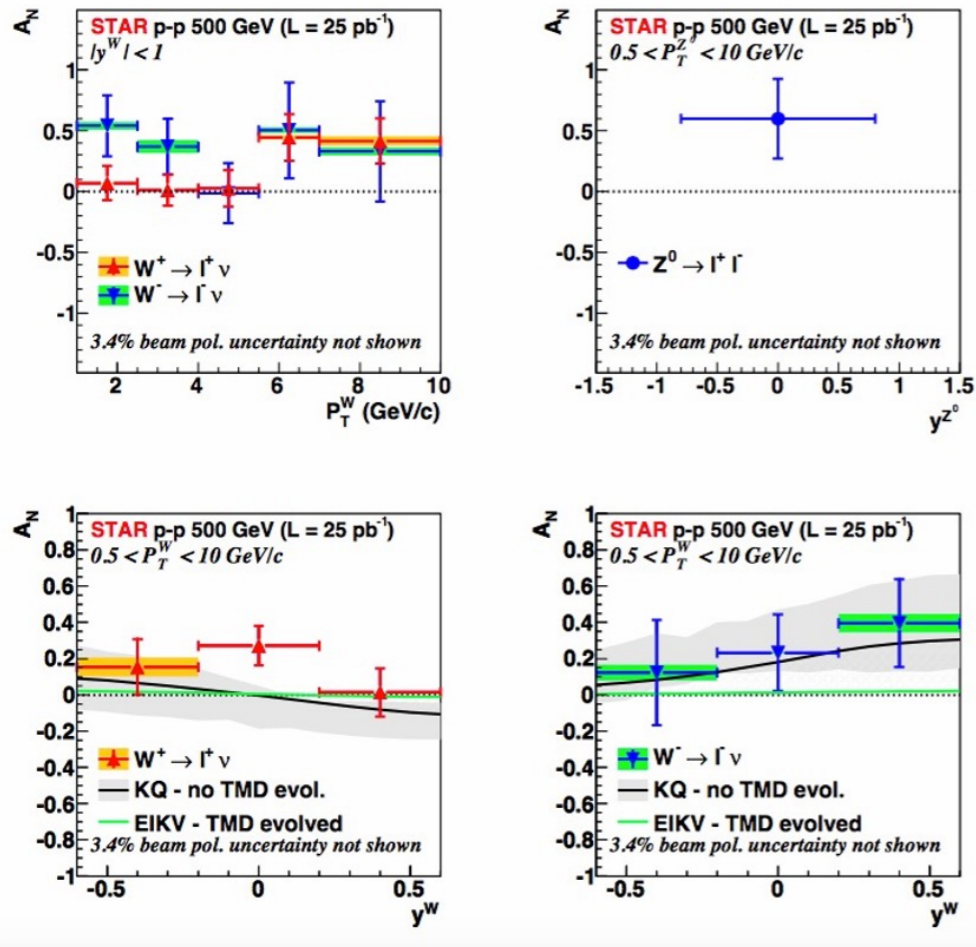 A_N
STAR p-p 500 GeV (L = 25 pb⁻¹)
|y^W| < 1
1
0.5
0
-0.5
-1
W⁺ → l⁺ ν
W⁻ → l⁻ ν
3.4% beam pol. uncertainty not shown
2 4 6 8 10
P_T^W (GeV/c)
A_N
STAR p-p 500 GeV (L = 25 pb⁻¹)
0.5 < P_T^{Z⁰} < 10 GeV/c
1
0.5
0
-0.5
-1
Z⁰ → l⁺ l⁻
3.4% beam pol. uncertainty not shown
-1.5 -1 -0.5 0 0.5 1 1.5
y^{Z⁰}
A_N
1
STAR p-p 500 GeV (L = 25 pb⁻¹)
0.8
0.5 < P_T^W < 10 GeV/c
0.6
0.4
0.2
0
-0.2
-0.4
W⁺ → l⁺ ν
KQ - no TMD evol.
-0.6
EIKV - TMD evolved
-0.8
3.4% beam pol. uncertainty not shown
-1
-0.5 0 0.5
y^W
A_N
1
STAR p-p 500 GeV (L = 25 pb⁻¹)
0.8
0.5 < P_T^W < 10 GeV/c
0.6
0.4
0.2
0
-0.2
-0.4
W⁻ → l⁻ ν
KQ - no TMD evol.
-0.6
EIKV - TMD evolved
-0.8
3.4% beam pol. uncertainty not shown
-1
-0.5 0 0.5
y^W